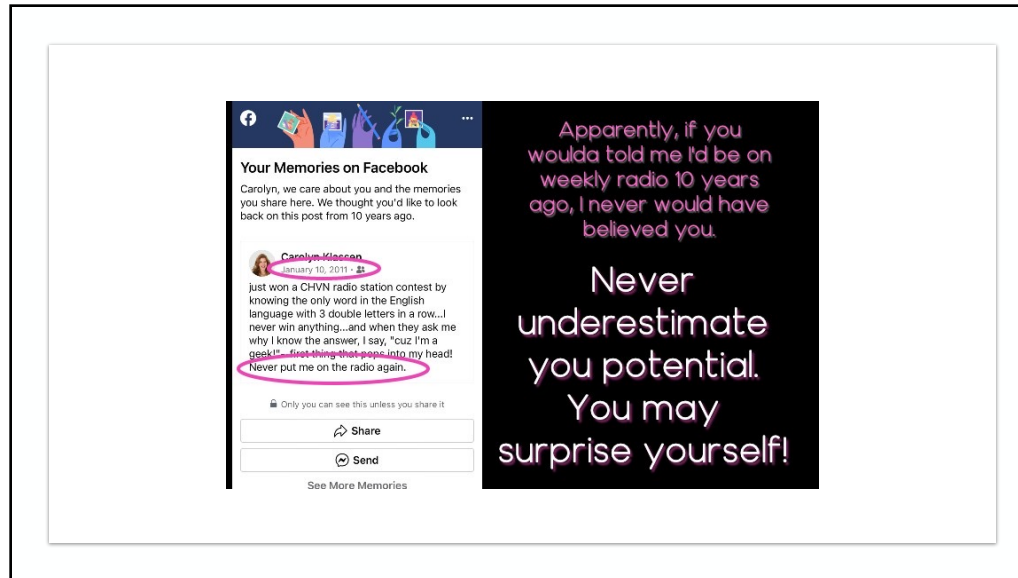 Your Memories on Facebook
Carolyn, we care about you and the memories
you share here. We thought you'd like to look
back on this post from 10 years ago.
Carolyn Klassen
January 10, 2011 •
just won a CHVN radio station contest by
knowing the only word in the English
language with 3 double letters in a row...I
never win anything...and when they ask me
why I know the answer, I say, "cuz I'm a
geek!"--first thing that pops into my head!
Never put me on the radio again.
Only you can see this unless you share it
Share
Send
See More Memories
Apparently, if you
woulda told me I'd be on
weekly radio 10 years
ago, I never would have
believed you.
Never
underestimate
you potential.
You may
surprise yourself!